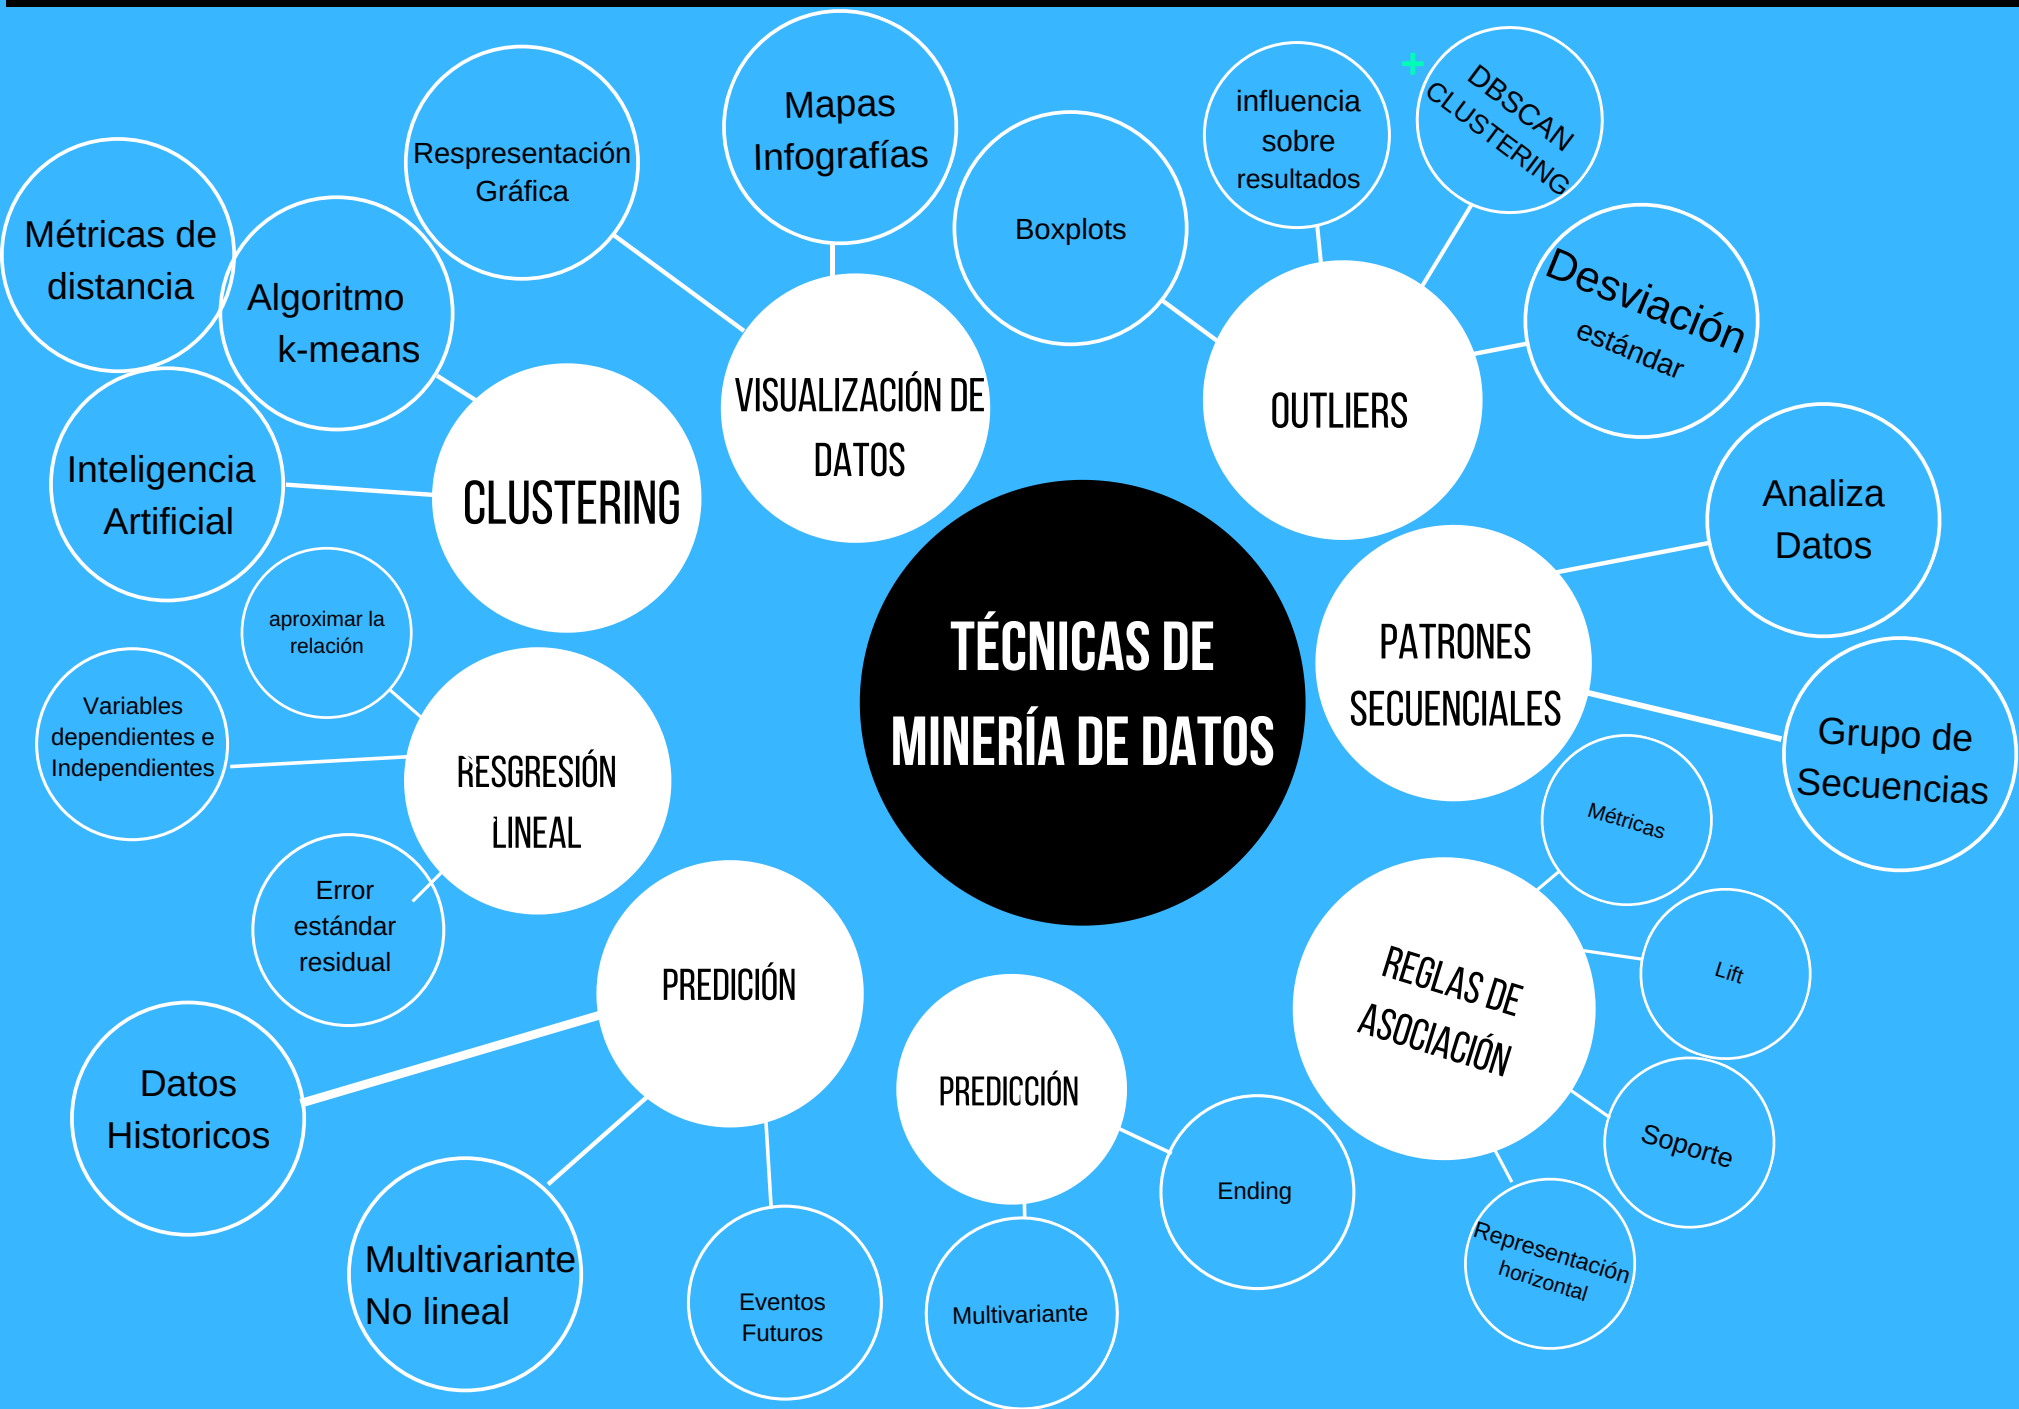 TÉCNICAS DE
MINERÍA DE DATOS
Métricas de
distancia
Algoritmo
k-means
Inteligencia
Artificial
CLUSTERING
Respresentación
Gráfica
Mapas
Infografías
VISUALIZACIÓN DE
DATOS
Boxplots
influencia
sobre
resultados
+
DBSCAN
CLUSTERING
Desviación
estándar
OUTLIERS
Analiza
Datos
Grupo de
Secuencias
PATRONES
SECUENCIALES
Métricas
Lift
Soporte
Representación
horizontal
REGLAS DE
ASOCIACIÓN
PREDICCIÓN
Ending
Multivariante
PREDICIÓN
Datos
Historicos
Multivariante
No lineal
Eventos
Futuros
RESGRESIÓN
LINEAL
aproximar la
relación
Variables
dependientes e
Independientes
Error
estándar
residual